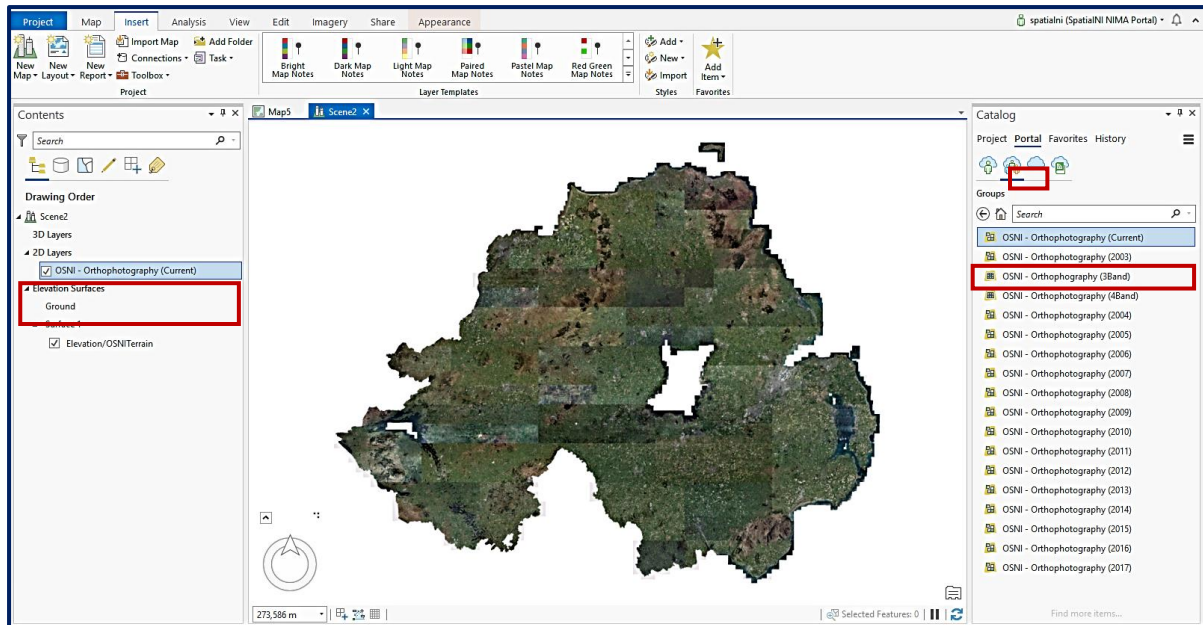 Project Map Insert Analysis View Edit Imagery Share Appearance
spatialni (SpatialNI NIMA Portal)
New Map
New Layout
New Report
Import Map
Connections
Toolbox
Add Folder
Task
Project
Bright Map Notes
Dark Map Notes
Light Map Notes
Paired Map Notes
Pastel Map Notes
Red Green Map Notes
Layer Templates
Add
New
Import
Styles
Add Item
Favorites
Contents
Search
Drawing Order
Scene2
3D Layers
2D Layers
OSNI - Orthophotography (Current)
Elevation Surfaces
Ground
Elevation/OSNITerrain
Map5
Scene2
273,586 m
Selected Features: 0
Catalog
Project Portal Favorites History
Groups
Search
OSNI - Orthophotography (Current)
OSNI - Orthophotography (2003)
OSNI - Orthophography (3Band)
OSNI - Orthophotography (4Band)
OSNI - Orthophotography (2004)
OSNI - Orthophotography (2005)
OSNI - Orthophotography (2006)
OSNI - Orthophotography (2007)
OSNI - Orthophotography (2008)
OSNI - Orthophotography (2009)
OSNI - Orthophotography (2010)
OSNI - Orthophotography (2011)
OSNI - Orthophotography (2012)
OSNI - Orthophotography (2013)
OSNI - Orthophotography (2014)
OSNI - Orthophotography (2015)
OSNI - Orthophotography (2016)
OSNI - Orthophotography (2017)
Find more items...